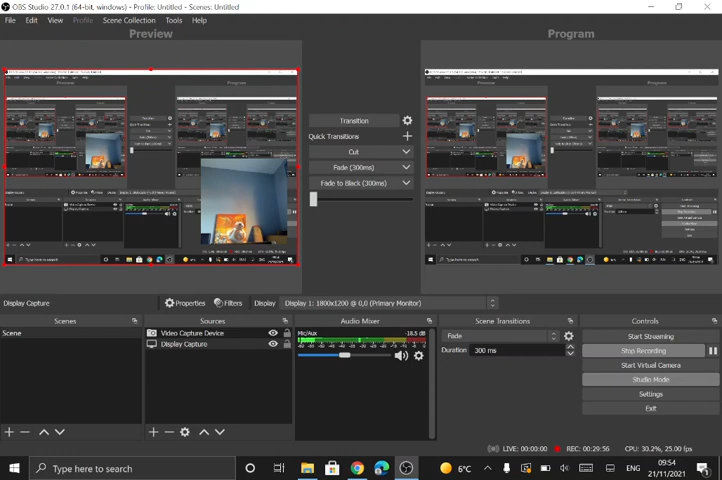 OBS Studio 27.0.1 (64-bit, windows) - Profile: Untitled - Scenes: Untitled
File Edit View Profile Scene Collection Tools Help
Preview
Program
Transition
Quick Transitions
Cut
Fade (300ms)
Fade to Black (300ms)
Display Capture
Properties
Filters
Display
Display 1: 1800x1200 @ 0,0 (Primary Monitor)
Scenes
Sources
Audio Mixer
Scene Transitions
Controls
Scene
Video Capture Device
Display Capture
Mic/Aux
-18.5 dB
Fade
Duration 300 ms
Start Streaming
Stop Recording
Start Virtual Camera
Studio Mode
Settings
Exit
LIVE: 00:00:00
REC: 00:29:56
CPU: 30.2%, 25.00 fps
Type here to search
6°C
ENG
09:54
21/11/2021